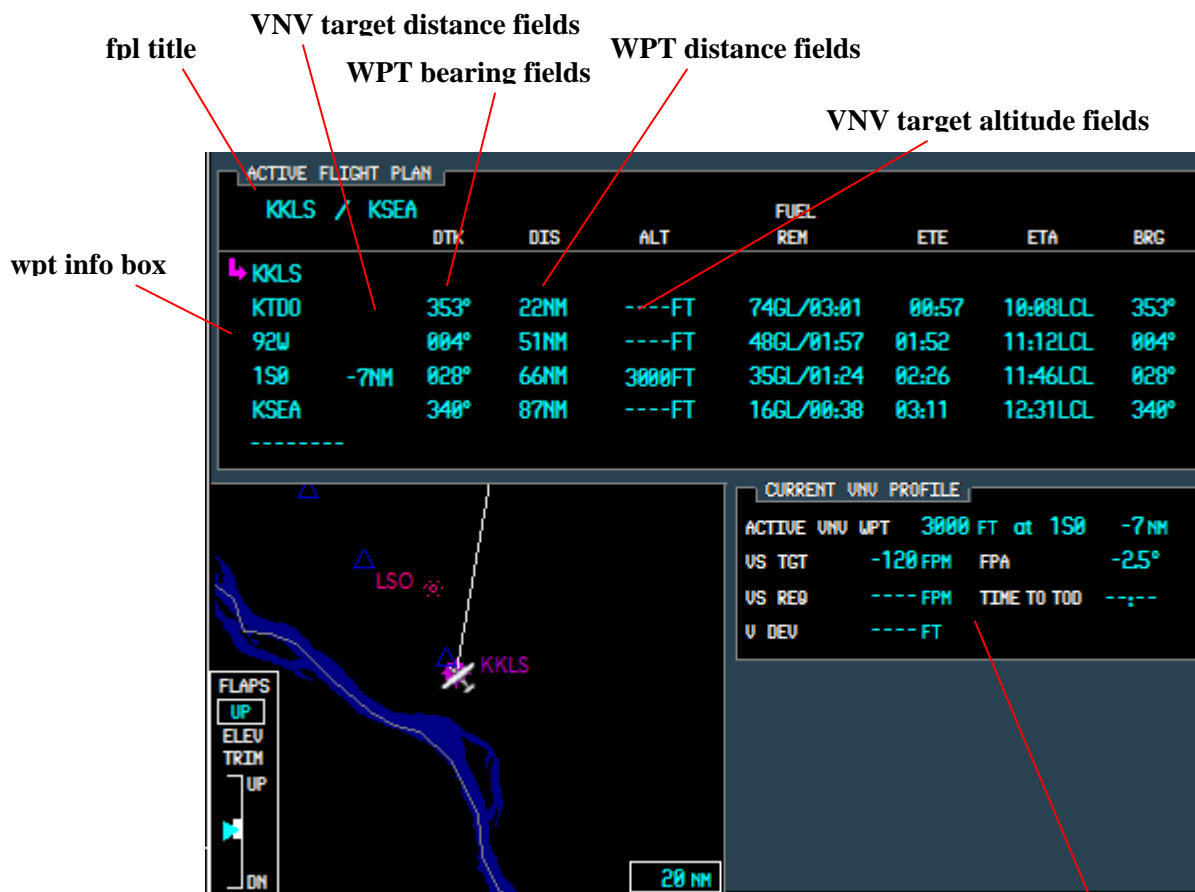 VNV target distance fields
fpl title
WPT distance fields
WPT bearing fields
VNV target altitude fields
wpt info box
ACTIVE FLIGHT PLAN
KKLS / KSEA
DTK DIS ALT FUEL REM ETE ETA BRG
KKLS
KTDO 353° 22NM ----FT 74GL/03:01 00:57 10:08LCL 353°
92W 004° 51NM ----FT 48GL/01:57 01:52 11:12LCL 004°
1S0 -7NM 028° 66NM 3000FT 35GL/01:24 02:26 11:46LCL 028°
KSEA 340° 87NM ----FT 16GL/00:38 03:11 12:31LCL 340°
--------
LSO
KKLS
FLAPS
UP
ELEV
TRIM
UP
DN
20 NM
CURRENT VNV PROFILE
ACTIVE VNV WPT 3000 FT at 1S0 -7 NM
VS TGT -120 FPM FPA -2.5°
VS REQ ---- FPM TIME TO TOD --:--
V DEV ---- FT